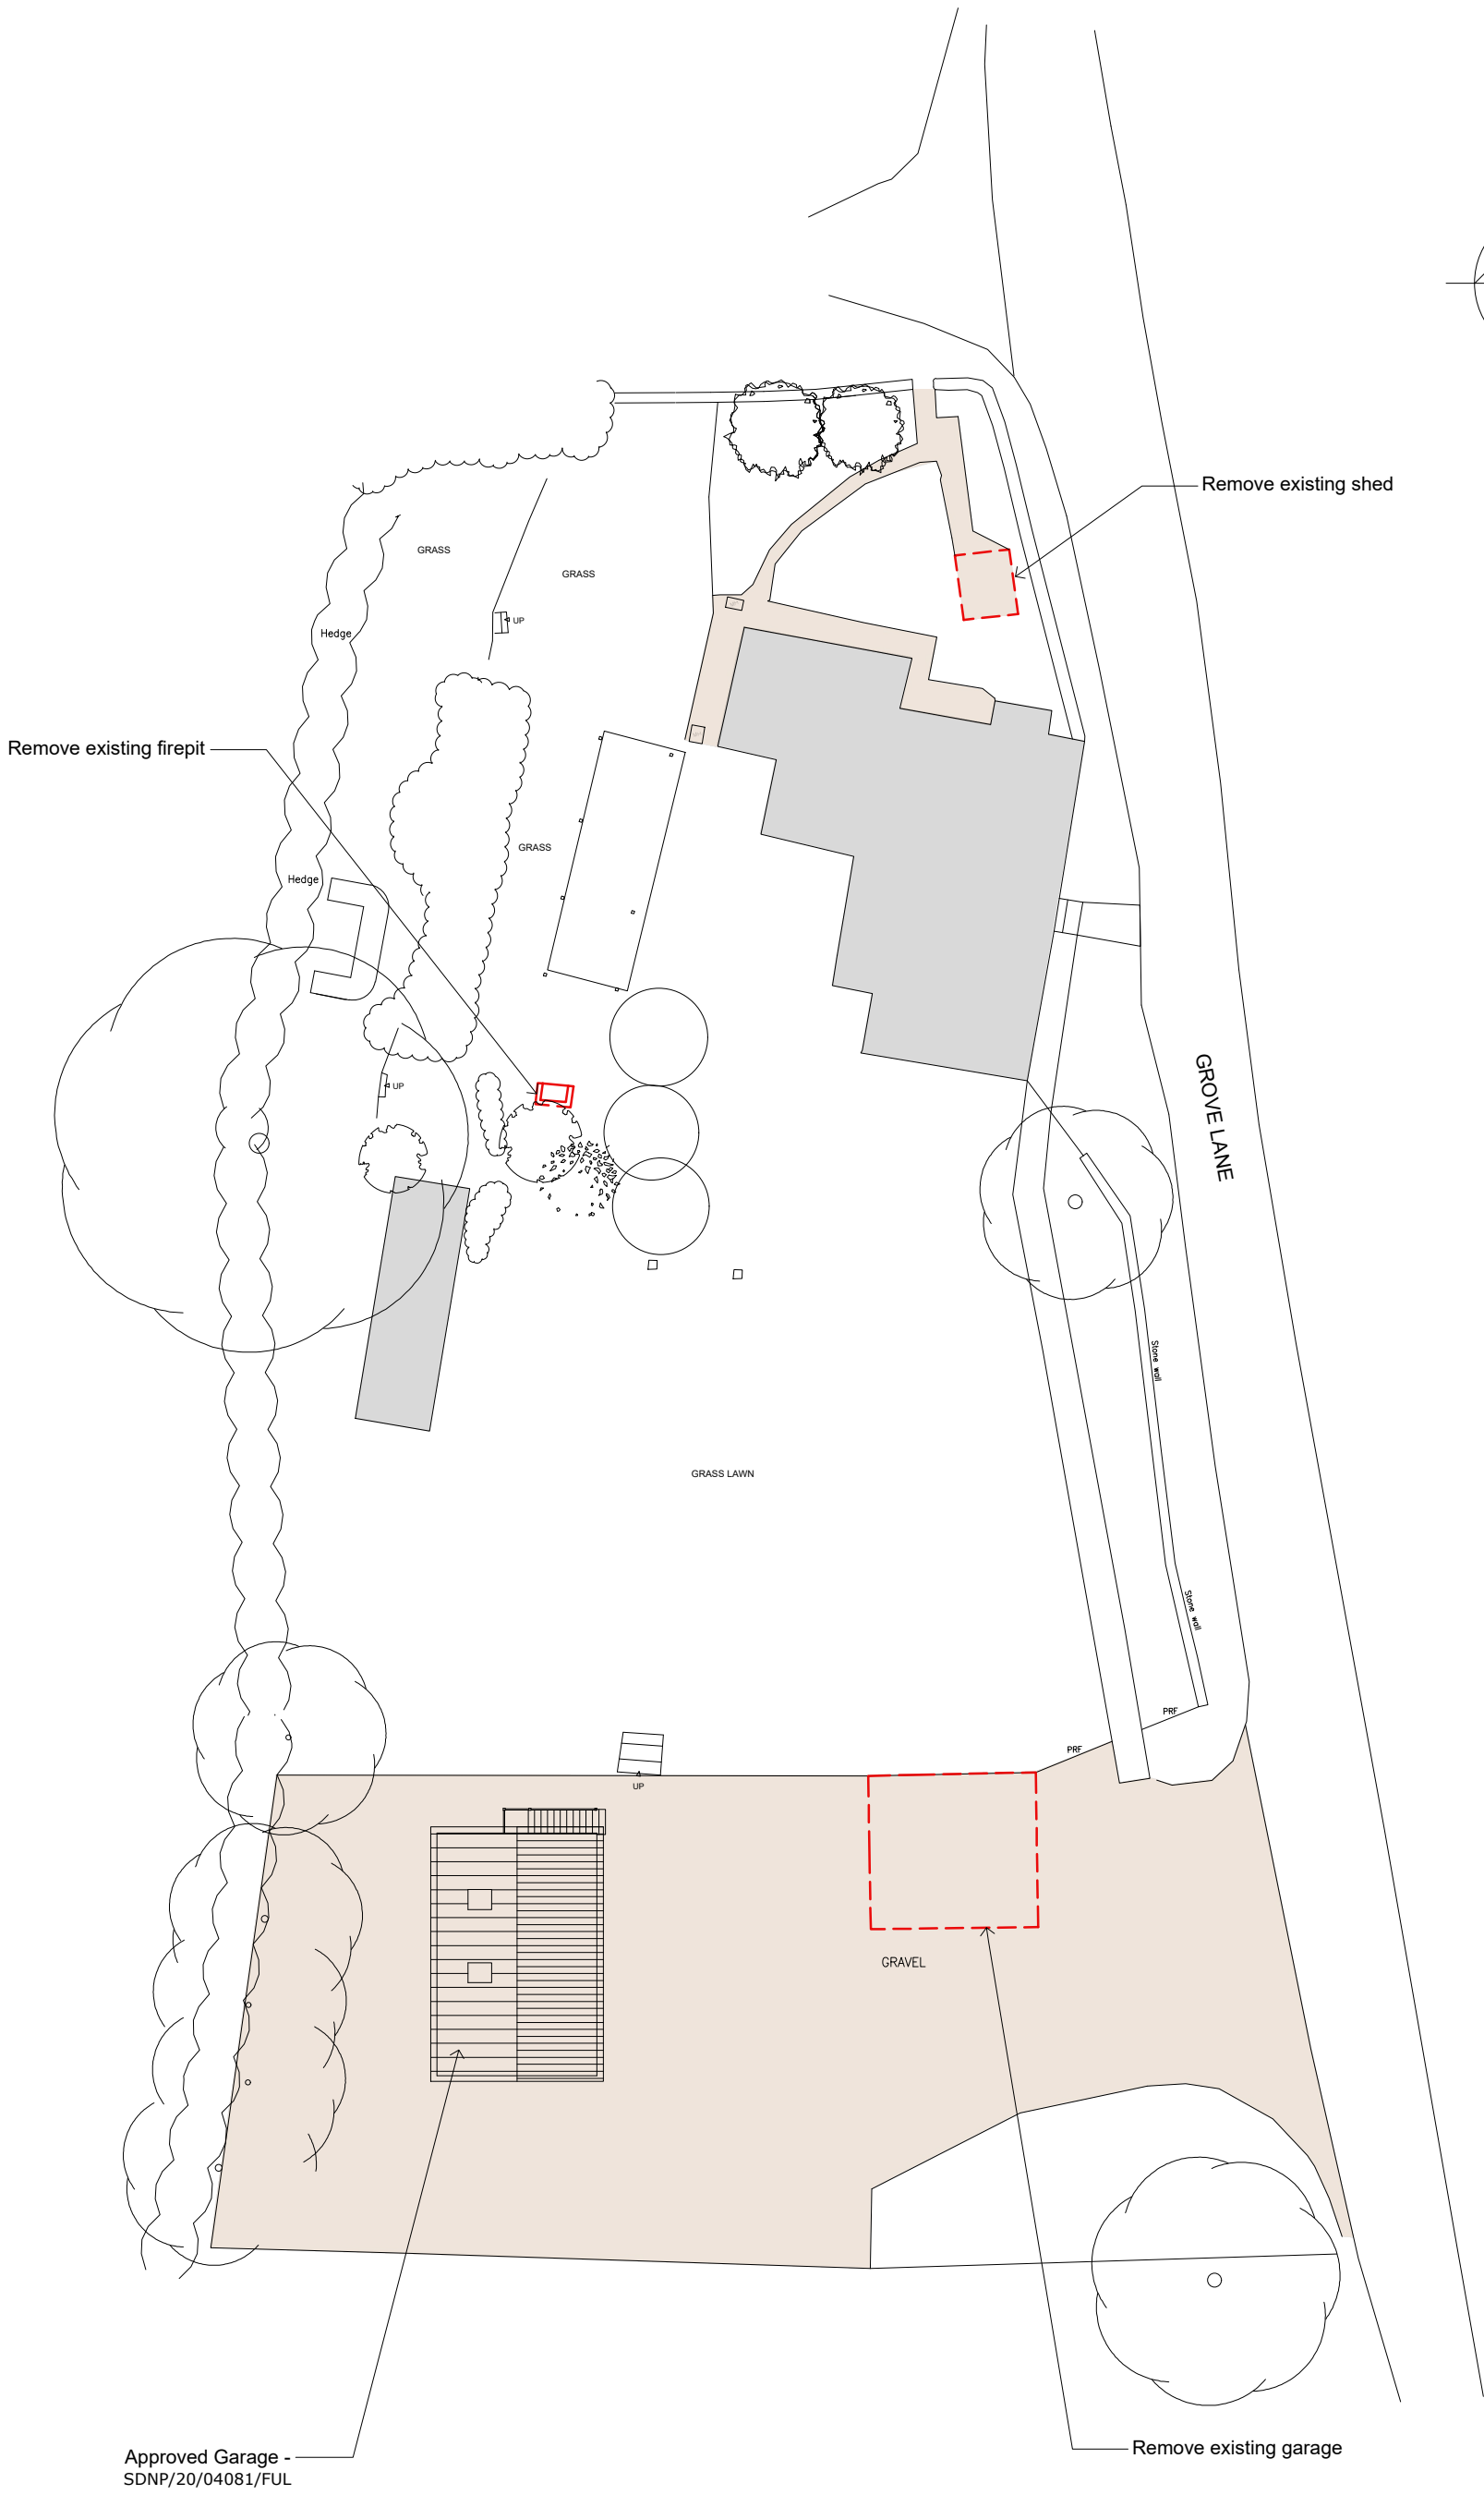 Remove existing shed
GRASS
GRASS
UP
Hedge
Remove existing firepit
GRASS
Hedge
GROVE LANE
UP
Stone wall
GRASS LAWN
Stone wall
PRF
PRF
UP
GRAVEL
Remove existing garage
Approved Garage -
SDNP/20/04081/FUL